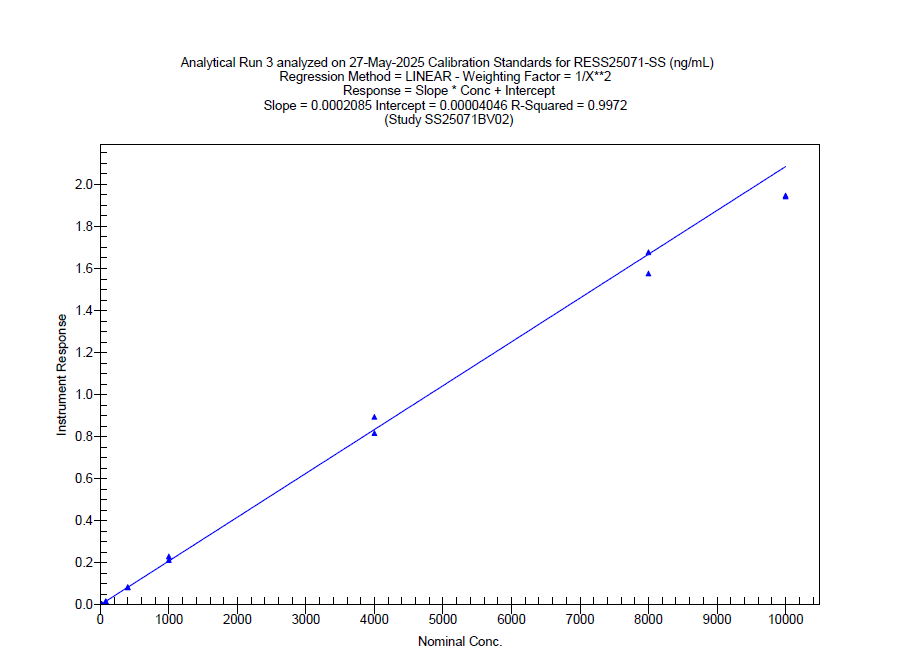 Analytical Run 3 analyzed on 27-May-2025 Calibration Standards for RESS25071-SS (ng/mL)
Regression Method = LINEAR - Weighting Factor = 1/X**2
Response = Slope * Conc + Intercept
Slope = 0.0002085 Intercept = 0.00004046 R-Squared = 0.9972
(Study SS25071BV02)
Instrument Response
2.0
1.8
1.6
1.4
1.2
1.0
0.8
0.6
0.4
0.2
0.0
0 1000 2000 3000 4000 5000 6000 7000 8000 9000 10000
Nominal Conc.